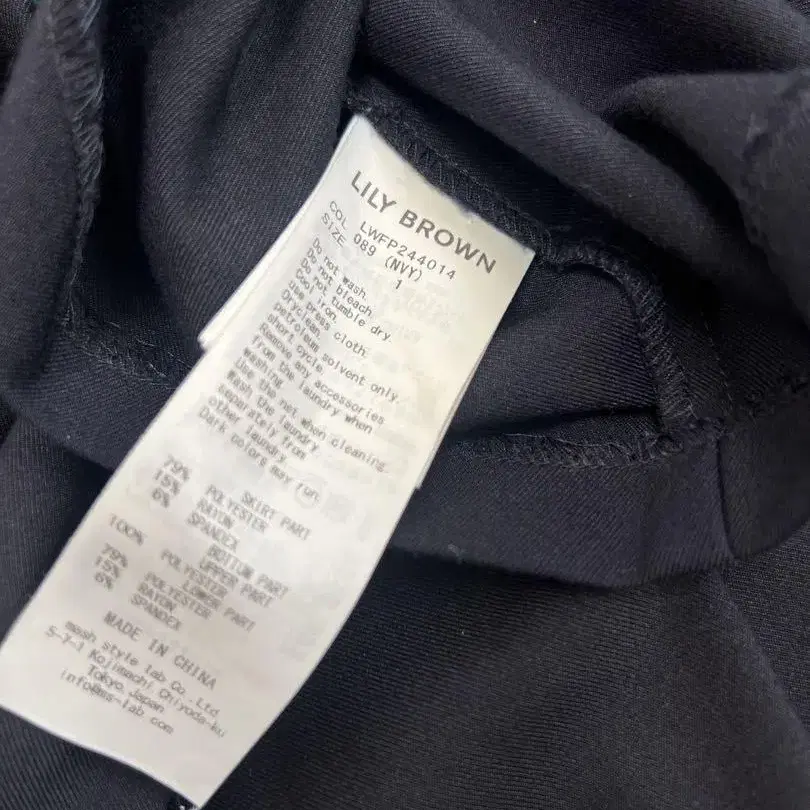 LILY BROWN
LWFP244014
COL 089 (NVY)
SIZE 1
Do not wash.
Do not bleach.
Do not tumble dry.
Cool iron.
use press cloth.
Dryclean.
petroleum solvent only.
short cycle.
Remove any accessories
from the laundry when
washing.
Use the net when cleaning.
Wash the laundry
separately from
other laundry.
Dark colors may run.
SKIRT PART
79% POLYESTER
15% RAYON
6% SPANDEX
BOTTOM PART
UPPER PART
100% POLYESTER
LOWER PART
79% POLYESTER
15% RAYON
6% SPANDEX
MADE IN CHINA
mash style lab Co.,Ltd
5-7-1 Kojimachi Chiyoda-ku
Tokyo Japan
info@ms-lab.com